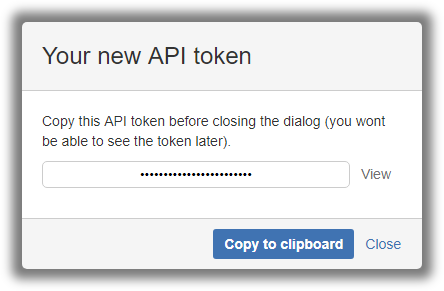 Your new API token
Copy this API token before closing the dialog (you wont
be able to see the token later).
•••••••••••••••••••••••• View
Copy to clipboard Close